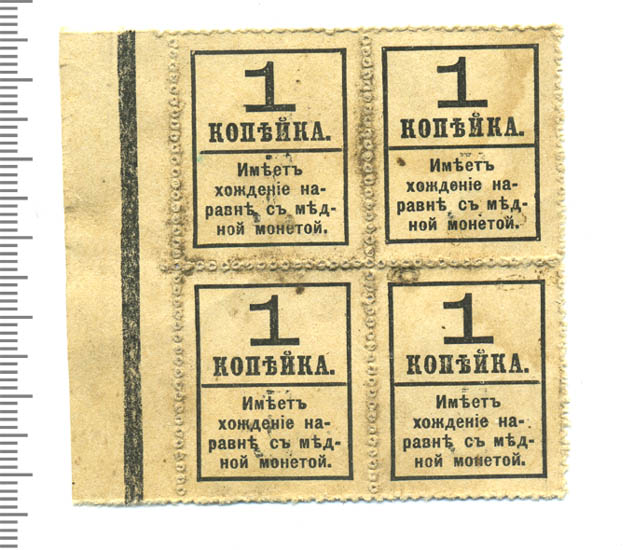 1
КОПѢЙКА.
Имѣетъ
хожденіе на-
равнѣ съ мѣд-
ной монетой.
1
КОПѢЙКА.
Имѣетъ
хожденіе на-
равнѣ съ мѣд-
ной монетой.
1
КОПѢЙКА.
Имѣетъ
хожденіе на-
равнѣ съ мѣд-
ной монетой.
1
КОПѢЙКА.
Имѣетъ
хожденіе на-
равнѣ съ мѣд-
ной монетой.